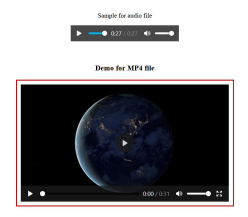 Sample for audio file
0:27 / 0:27
Demo for MP4 file
0:00 / 0:31